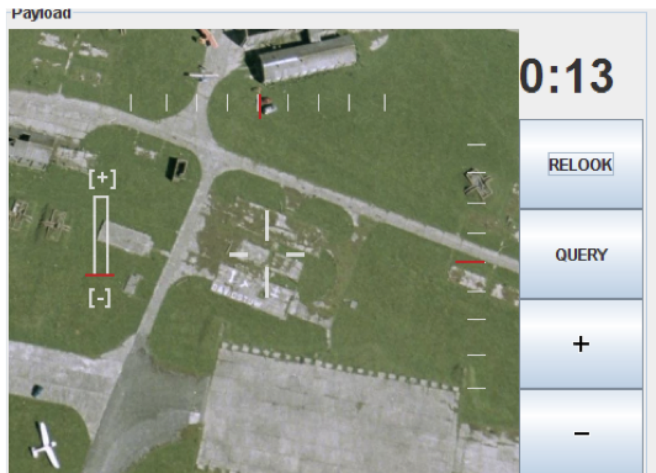 Payload
0:13
RELOOK
[+]
QUERY
[-]
+
−